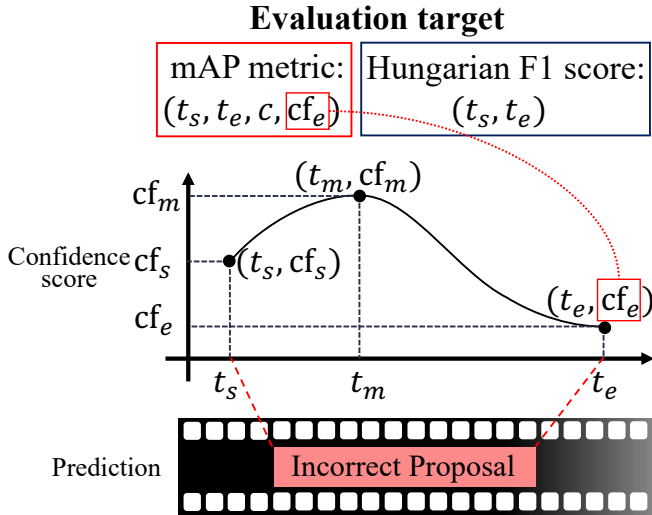 Evaluation target
mAP metric:
(t_s, t_e, c, cf_e)
Hungarian F1 score:
(t_s, t_e)
cf_m
(t_m, cf_m)
Confidence
score
cf_s
(t_s, cf_s)
cf_e
(t_e, cf_e)
t_s
t_m
t_e
Prediction
Incorrect Proposal